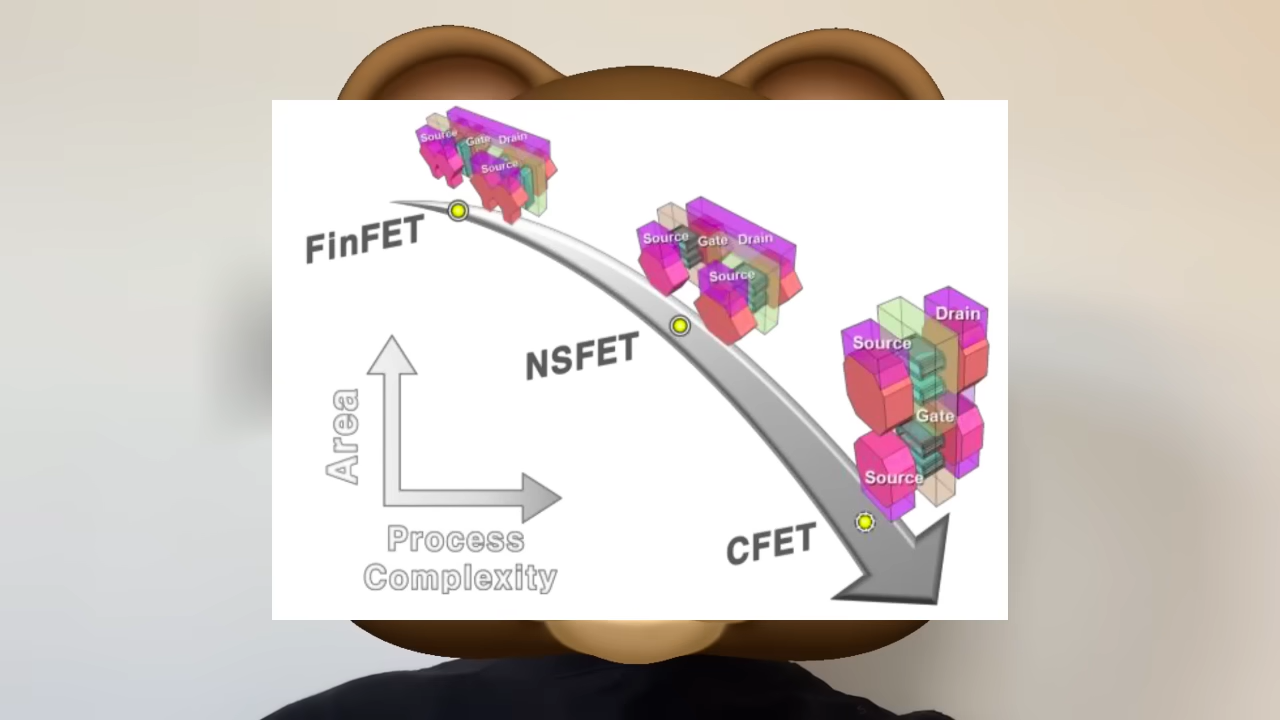 Source
Gate
Drain
Source
FinFET
Source
Gate
Drain
Source
NSFET
Drain
Source
Gate
Source
CFET
Area
Process
Complexity